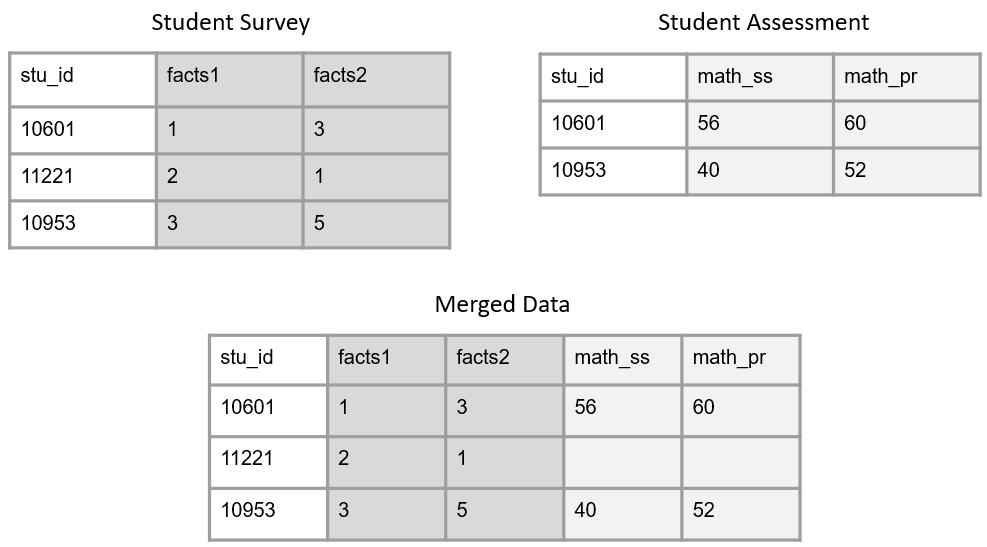 Student Survey
stu_id facts1 facts2
10601 1 3
11221 2 1
10953 3 5
Student Assessment
stu_id math_ss math_pr
10601 56 60
10953 40 52
Merged Data
stu_id facts1 facts2 math_ss math_pr
10601 1 3 56 60
11221 2 1
10953 3 5 40 52